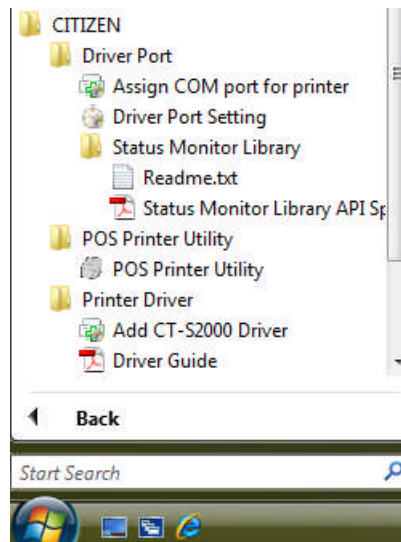 CITIZEN
Driver Port
Assign COM port for printer
Driver Port Setting
Status Monitor Library
Readme.txt
Status Monitor Library API Sp
POS Printer Utility
POS Printer Utility
Printer Driver
Add CT-S2000 Driver
Driver Guide
Back
Start Search